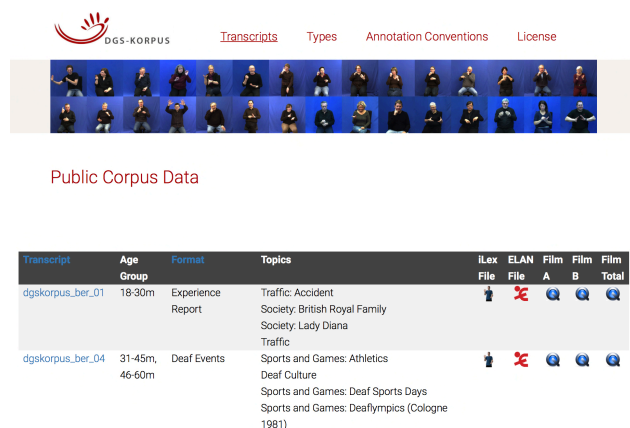 DGS-KORPUS
Transcripts Types Annotation Conventions License
Public Corpus Data
Transcript Age Group Format Topics iLex File ELAN File Film A Film B Film Total
dgskorpus_ber_01 18-30m Experience Report Traffic: Accident
Society: British Royal Family
Society: Lady Diana
Traffic
dgskorpus_ber_04 31-45m, 46-60m Deaf Events Sports and Games: Athletics
Deaf Culture
Sports and Games: Deaf Sports Days
Sports and Games: Deaflympics (Cologne
1981)